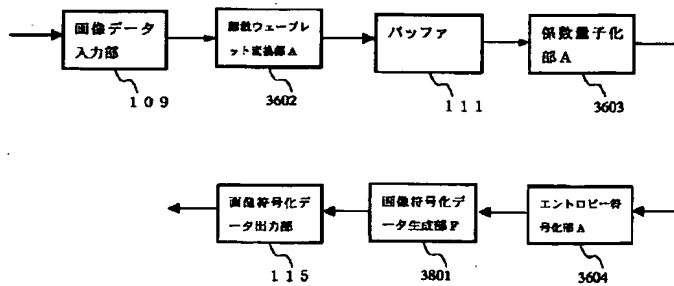 画像データ
入力部
離散ウェーブレ
ット変換部A
バッファ
係数量子化
部A
109
3602
111
3603
画像符号化デ
ータ出力部
画像符号化デ
ータ生成部F
エントロピー符
号化部A
115
3801
3604